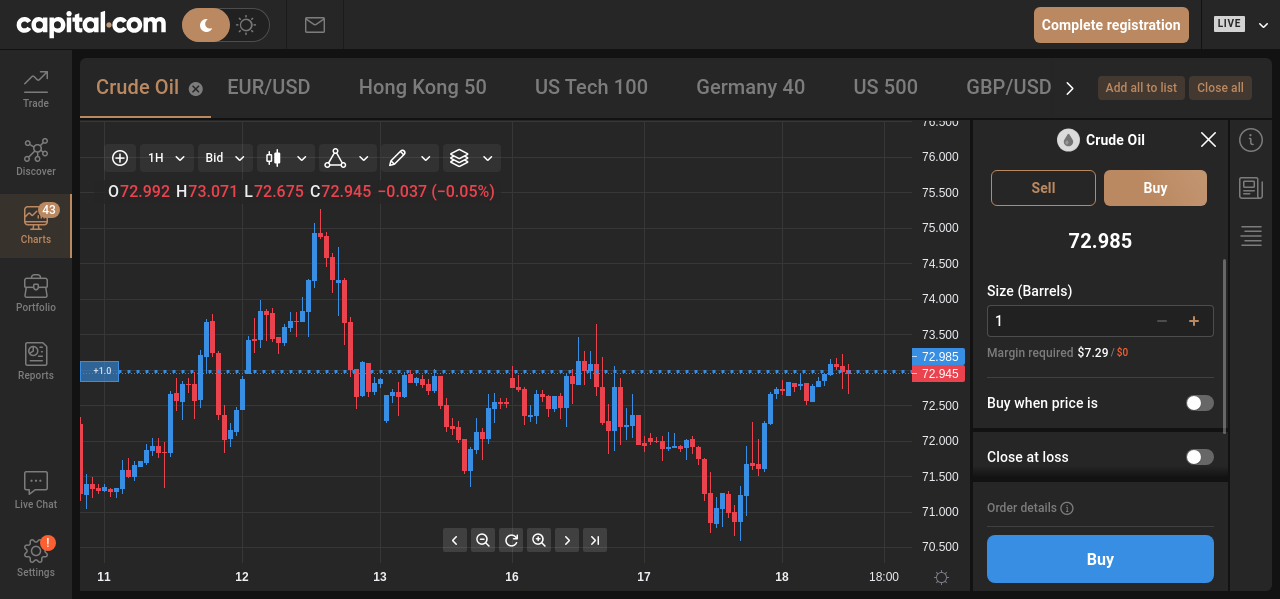 capital.com
Complete registration
LIVE
Trade
Discover
43
Charts
Portfolio
Reports
Live Chat
!
Settings
Crude Oil
EUR/USD
Hong Kong 50
US Tech 100
Germany 40
US 500
GBP/USD
Add all to list
Close all
1H
Bid
O72.992 H73.071 L72.675 C72.945 −0.037 (−0.05%)
+1.0
76.500
76.000
75.500
75.000
74.500
74.000
73.500
72.985
72.945
72.500
72.000
71.500
71.000
70.500
11
12
13
16
17
18
18:00
Crude Oil
Sell
Buy
72.985
Size (Barrels)
1
Margin required $7.29 / $0
Buy when price is
Close at loss
Order details
Buy